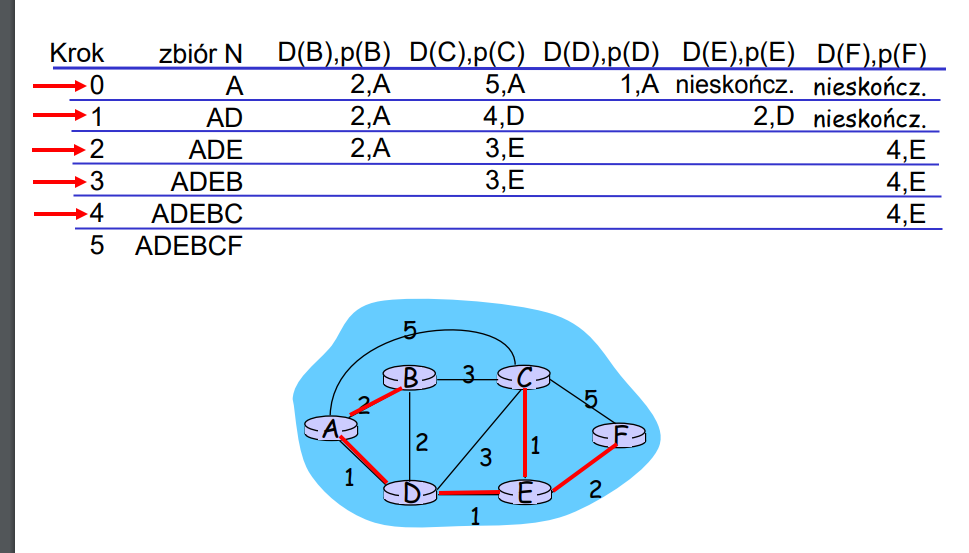 Krok zbiór N D(B),p(B) D(C),p(C) D(D),p(D) D(E),p(E) D(F),p(F)
0 A 2,A 5,A 1,A nieskończ. nieskończ.
1 AD 2,A 4,D 2,D nieskończ.
2 ADE 2,A 3,E 4,E
3 ADEB 3,E 4,E
4 ADEBC 4,E
5 ADEBCF
5
B 3 C
2 5
A F
2 3 1
1 2
D E
1